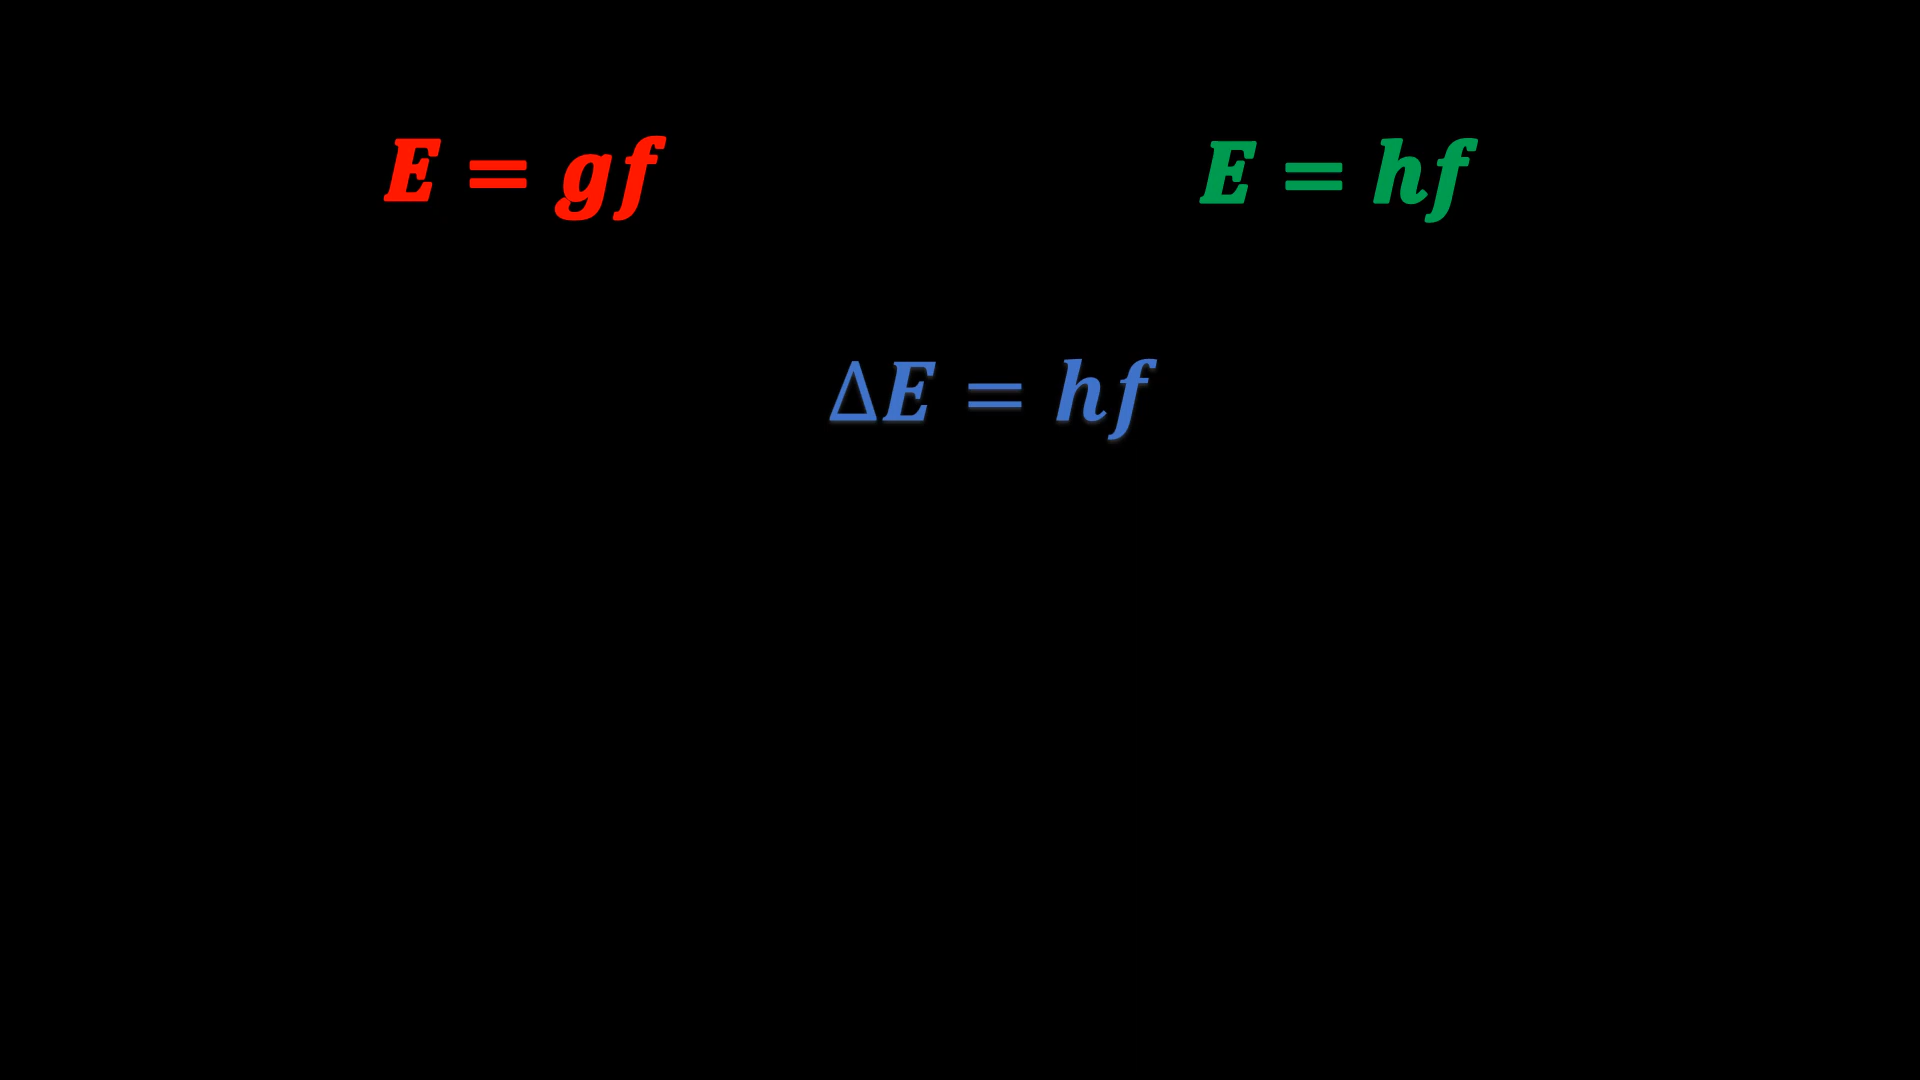 E = gf
E = hf
ΔE = hf